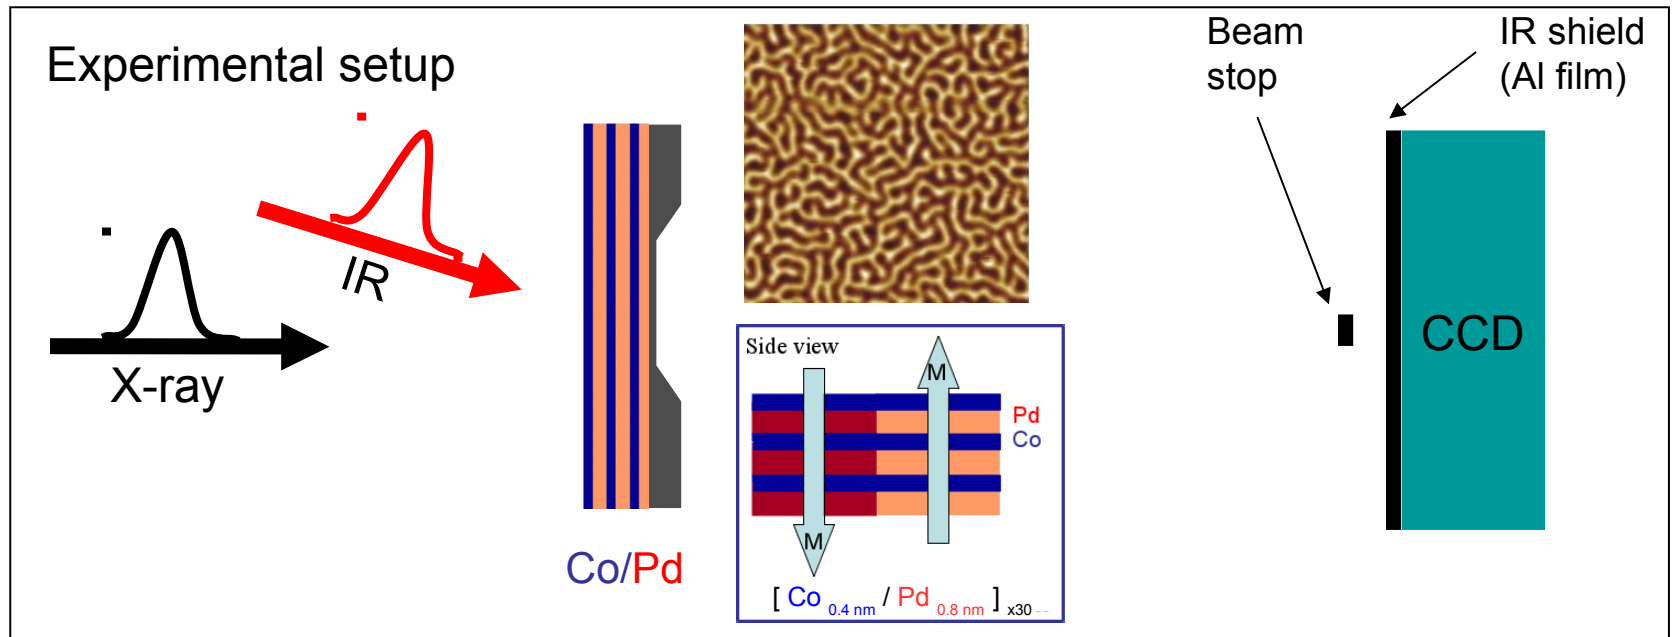 Experimental setup
IR
X-ray
Co/Pd
Side view
M
M
Pd
Co
[ Co 0.4 nm / Pd 0.8 nm ] x30 --
Beam
stop
IR shield
(Al film)
CCD